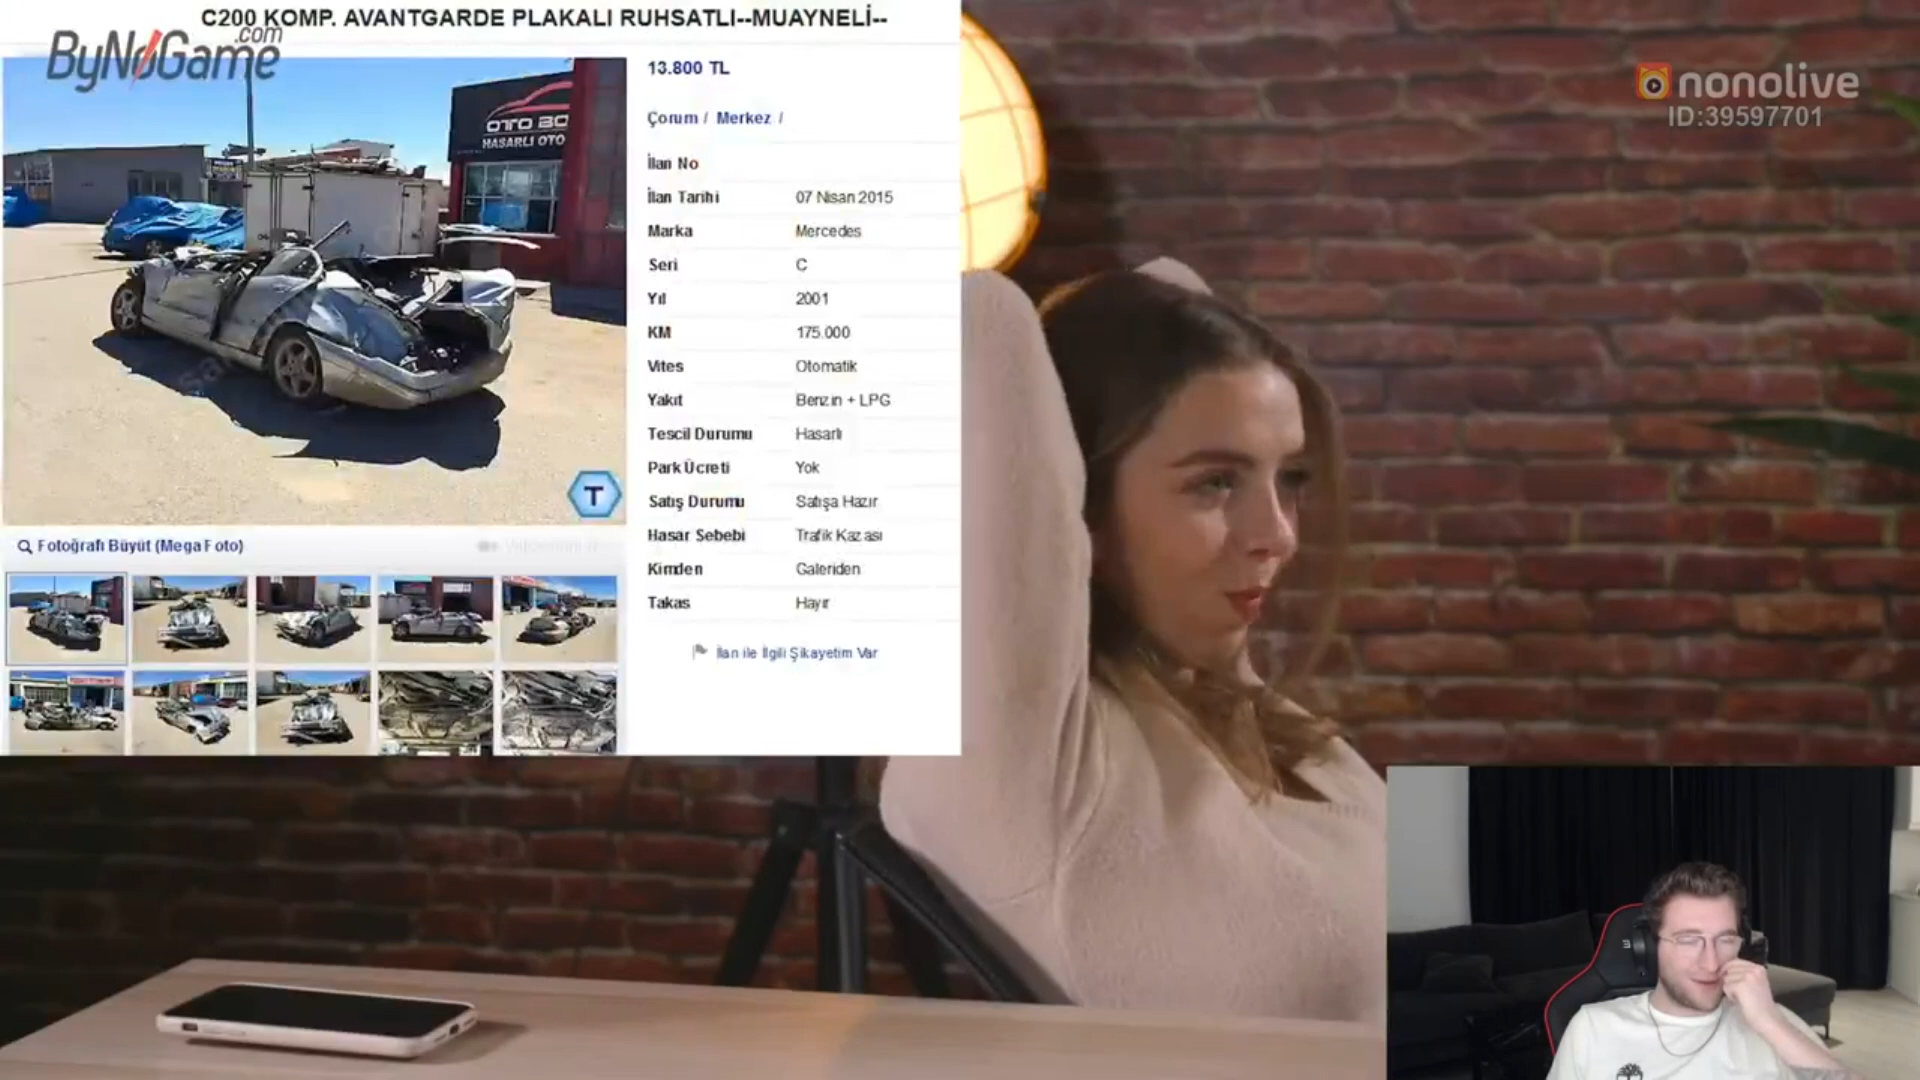 C200 KOMP. AVANTGARDE PLAKALI RUHSATLI--MUAYNELİ--
ByNoGame.com
nonolive
ID:39597701
OTO BO
HASARLI OTO
13.800 TL
Çorum / Merkez /
İlan No
İlan Tarihi 07 Nisan 2015
Marka Mercedes
Seri C
Yıl 2001
KM 175.000
Vites Otomatik
Yakıt Benzin + LPG
Tescil Durumu Hasarlı
Park Ücreti Yok
Satış Durumu Satışa Hazır
Hasar Sebebi Trafik Kazası
Kimden Galeriden
Takas Hayır
T
Fotoğrafı Büyüt (Mega Foto)
İlan ile İlgili Şikayetim Var